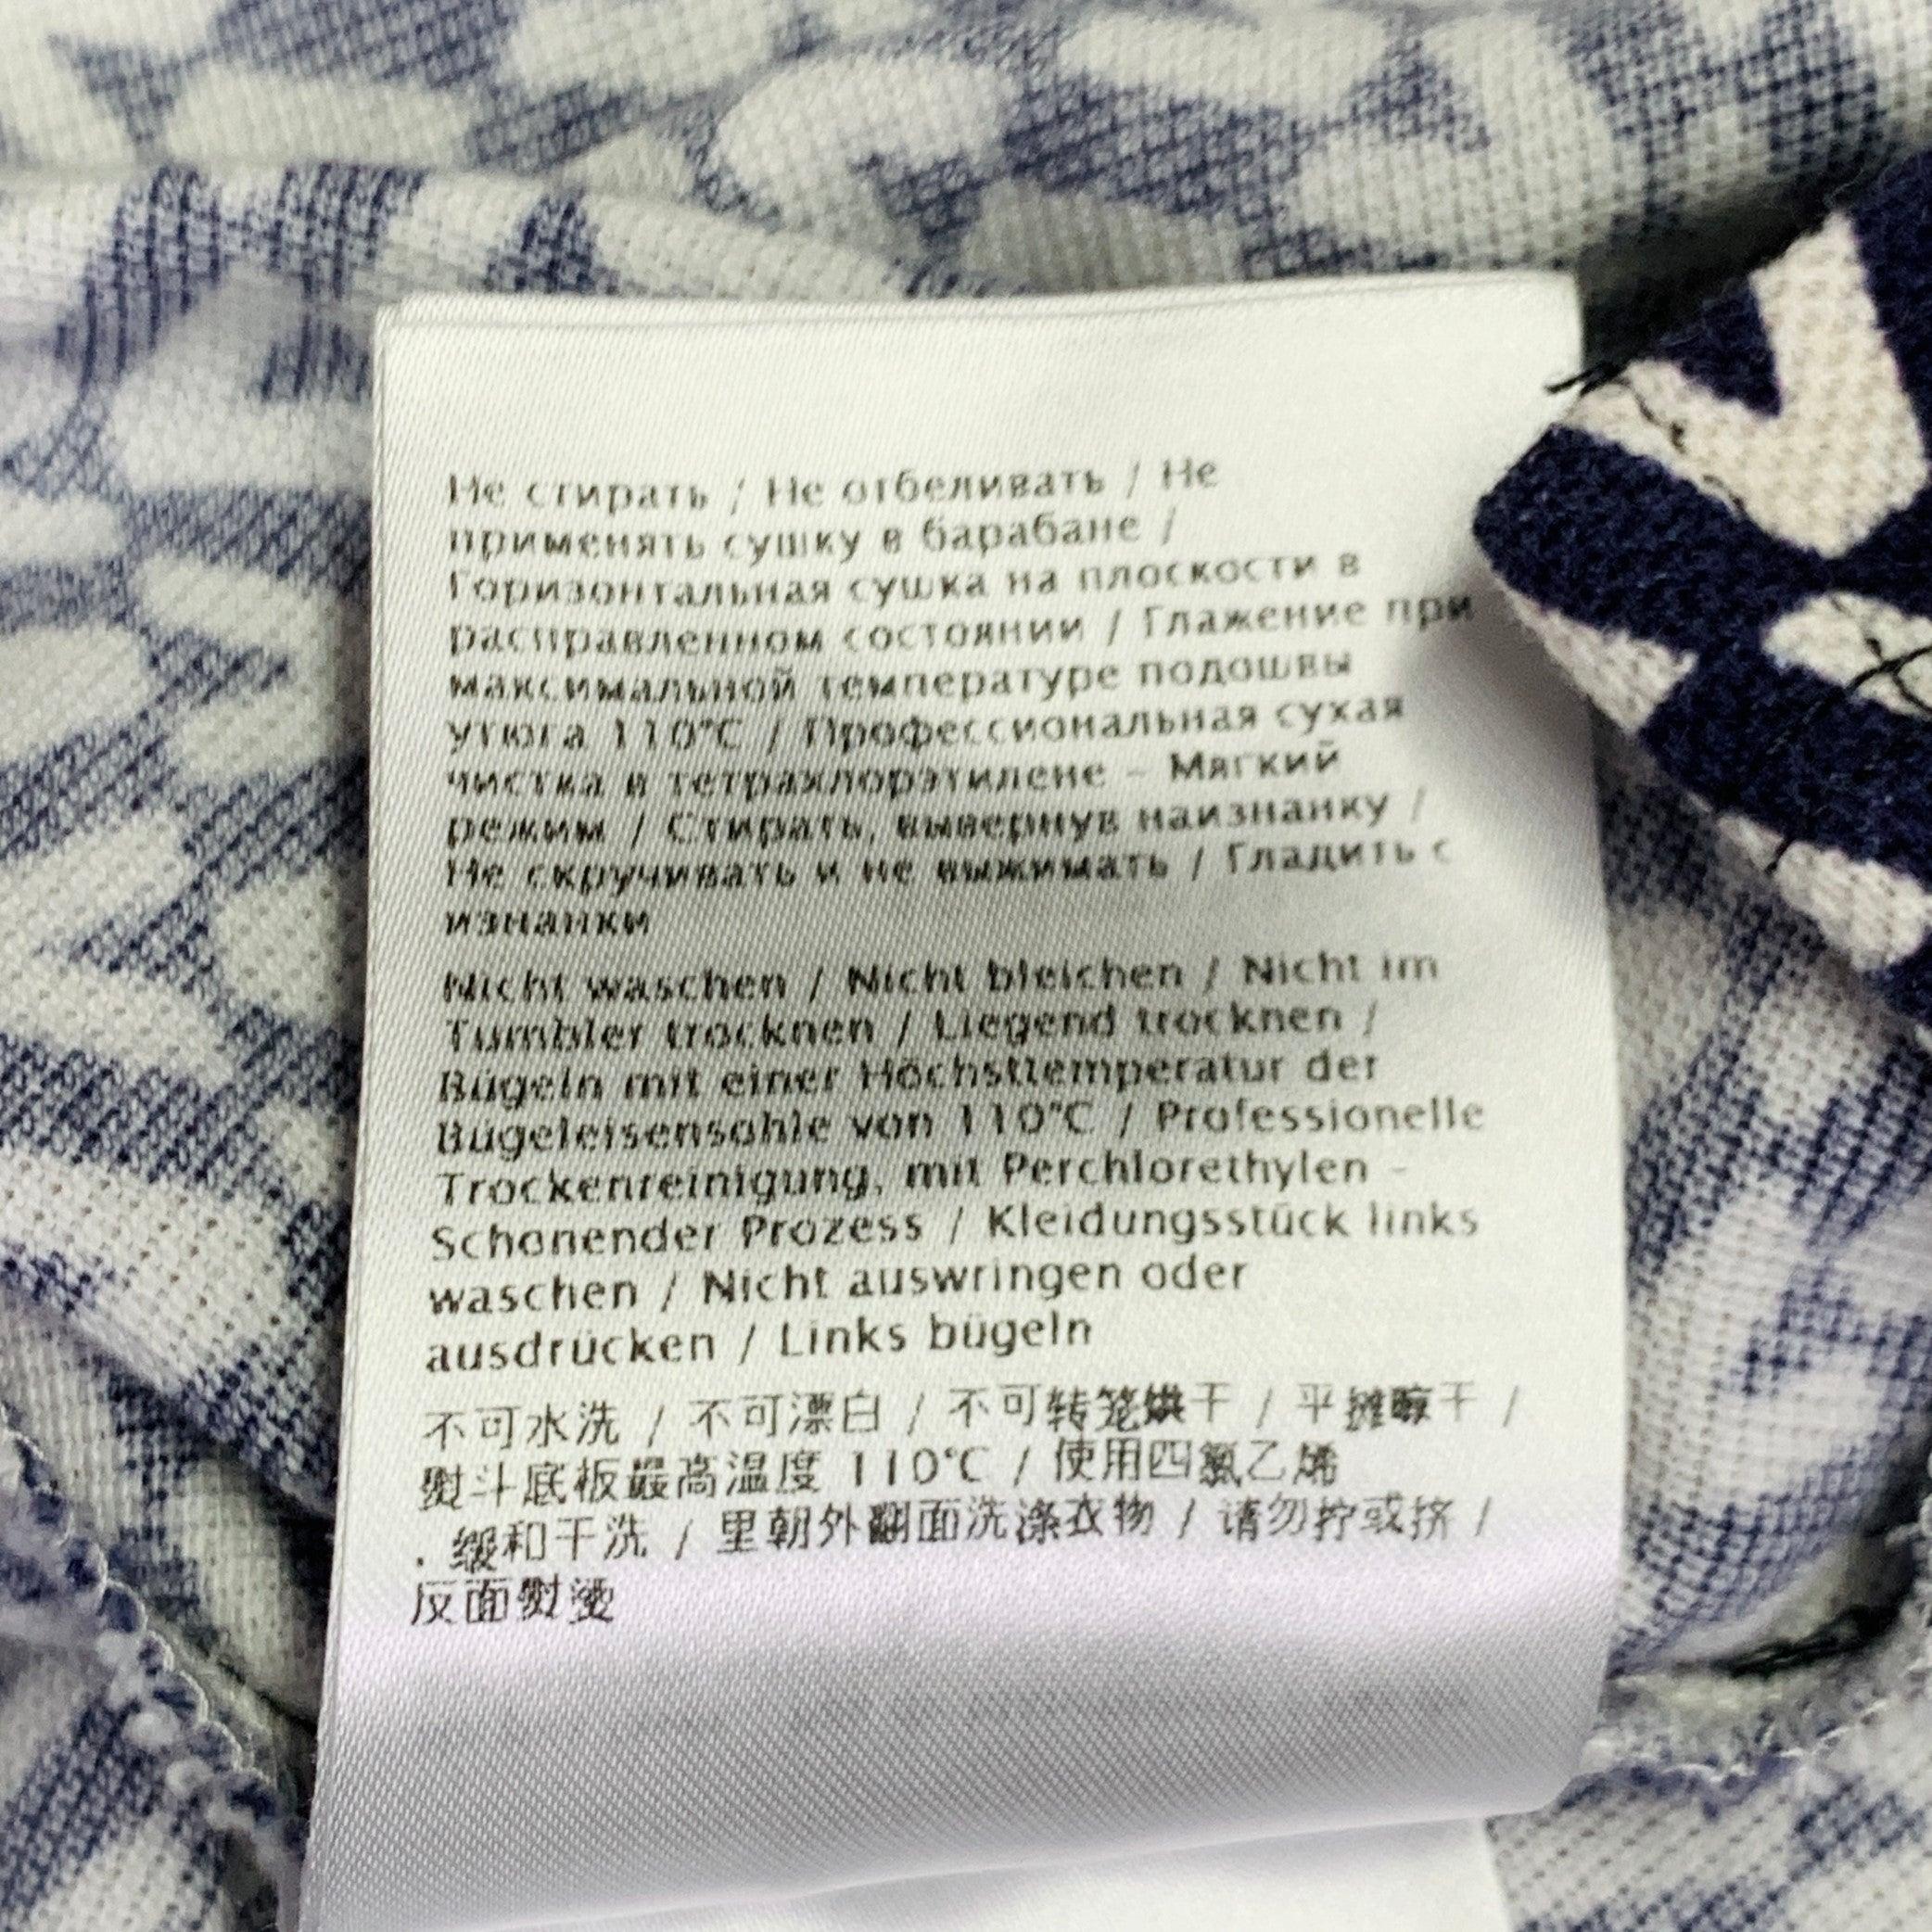 Не стирать / Не отбеливать / Не
применять сушку в барабане /
Горизонтальная сушка на плоскости в
расправленном состоянии / Глажение при
максимальной температуре подошвы
утюга 110°C / Профессиональная сухая
чистка в тетрахлорэтилене – Мягкий
режим / Стирать, вывернув наизнанку /
Не скручивать и не выжимать / Гладить с
изнанки
Nicht waschen / Nicht bleichen / Nicht im
Tumbler trocknen / Liegend trocknen /
Bügeln mit einer Höchsttemperatur der
Bügeleisensohle von 110°C / Professionelle
Trockenreinigung, mit Perchlorethylen –
Schonender Prozess / Kleidungsstück links
waschen / Nicht auswringen oder
ausdrücken / Links bügeln
不可水洗 / 不可漂白 / 不可转笼烘干 / 平摊晾干 /
熨斗底板最高温度 110°C / 使用四氯乙烯
. 缓和干洗 / 里朝外翻面洗涤衣物 / 请勿拧或挤 /
反面熨烫